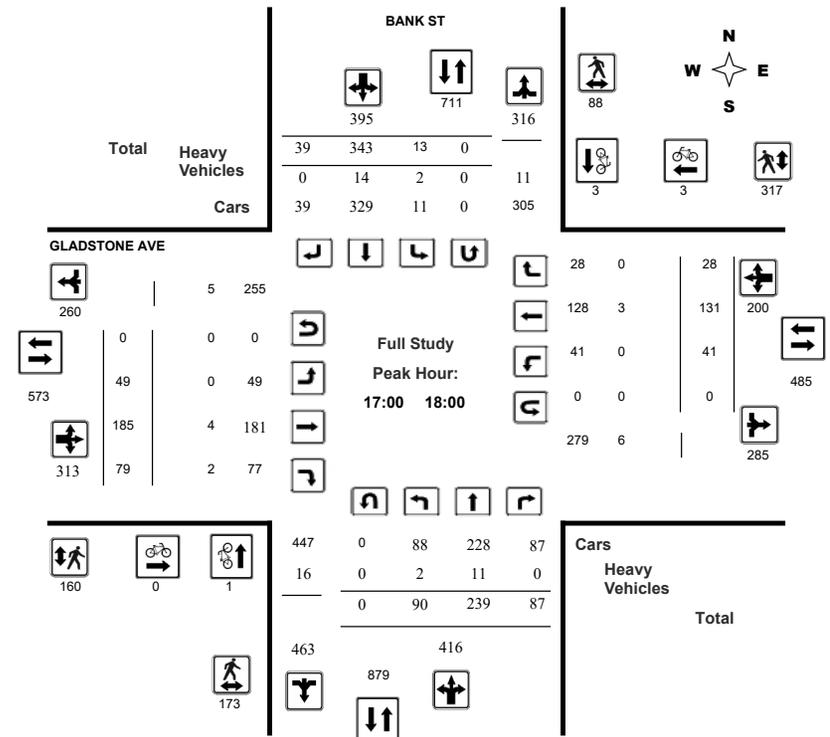 BANK ST
N
W E
S
395 711 316 88
Total 39 343 13 0
Heavy
Vehicles
0 14 2 0 11
Cars 39 329 11 0 305
3 3 317
GLADSTONE AVE
260 5 255
28 0 28
200
0 0 0
128 3 131
573
49 0 49
41 0 41
485
185 4 181
0 0 0
313 79 2 77
279 6 285
Full Study
Peak Hour:
17:00 18:00
160 0 1
447 0 88 228 87 Cars
16 0 2 11 0 Heavy
Vehicles
0 90 239 87 Total
463 416
173 879